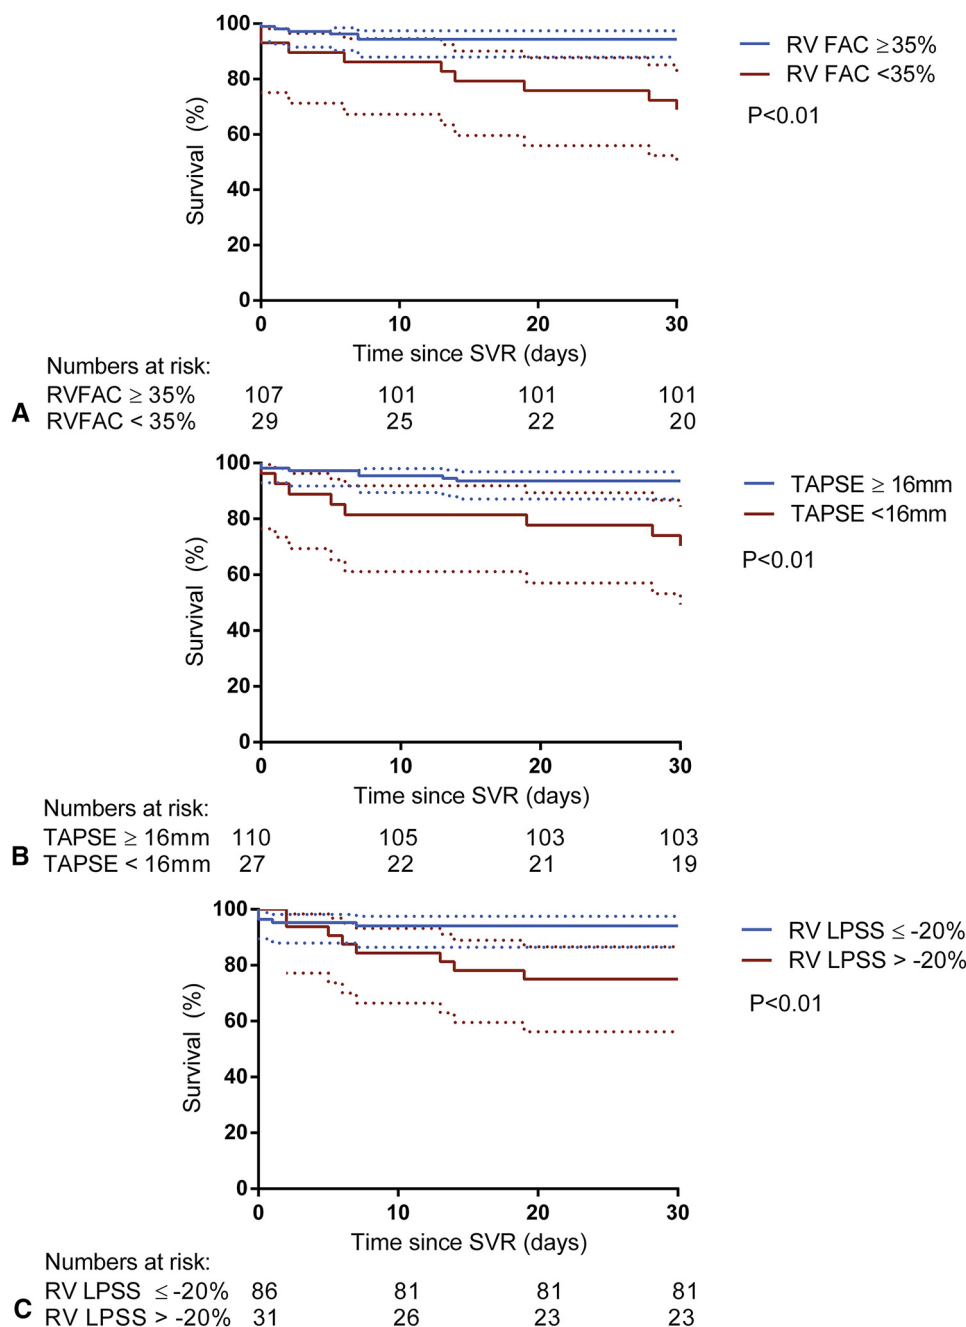 100
80
60
40
20
0
Survival (%)
0 10 20 30
Time since SVR (days)
RV FAC ≥35%
RV FAC <35%
P<0.01
Numbers at risk:
RVFAC ≥ 35% 107 101 101 101
RVFAC < 35% 29 25 22 20
A
100
80
60
40
20
0
Survival (%)
0 10 20 30
Time since SVR (days)
TAPSE ≥ 16mm
TAPSE <16mm
P<0.01
Numbers at risk:
TAPSE ≥ 16mm 110 105 103 103
TAPSE < 16mm 27 22 21 19
B
100
80
60
40
20
0
Survival (%)
0 10 20 30
Time since SVR (days)
RV LPSS ≤ -20%
RV LPSS > -20%
P<0.01
Numbers at risk:
RV LPSS ≤ -20% 86 81 81 81
RV LPSS > -20% 31 26 23 23
C